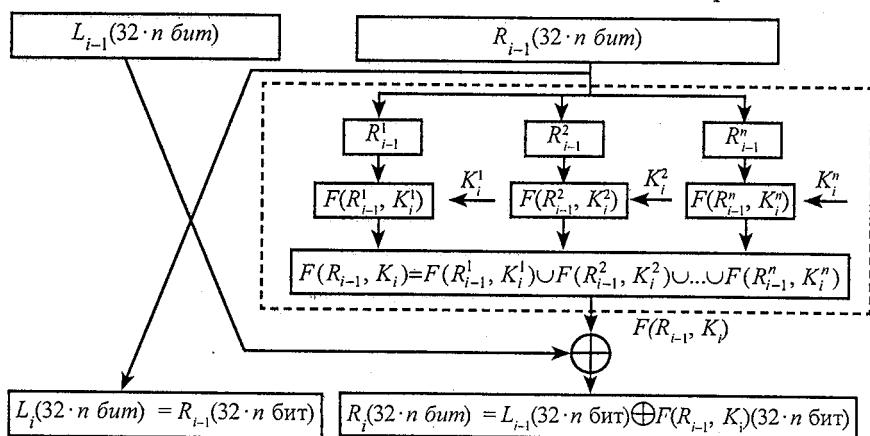 L_{i–1}(32 · n бит)
R_{i–1}(32 · n бит)
R^1_{i–1}
R^2_{i–1}
R^n_{i–1}
K^1_i
K^2_i
K^n_i
F(R^1_{i–1}, K^1_i)
F(R^2_{i–1}, K^2_i)
F(R^n_{i–1}, K^n_i)
F(R_{i–1}, K_i)=F(R^1_{i–1}, K^1_i)∪F(R^2_{i–1}, K^2_i)∪...∪F(R^n_{i–1}, K^n_i)
F(R_{i–1}, K_i)
L_i(32 · n бит) = R_{i–1}(32 · n бит)
R_i(32 · n бит) = L_{i–1}(32 · n бит)⊕F(R_{i–1}, K_i)(32 · n бит)